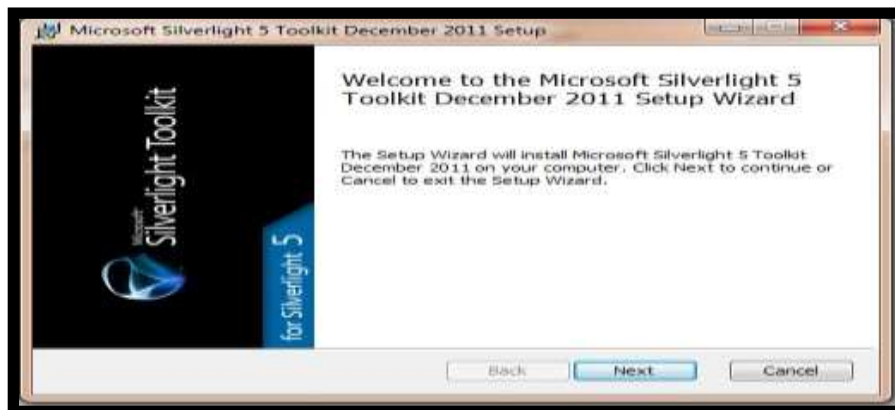 Microsoft Silverlight 5 Toolkit December 2011 Setup
Microsoft
Silverlight Toolkit
for Silverlight 5
Welcome to the Microsoft Silverlight 5
Toolkit December 2011 Setup Wizard
The Setup Wizard will install Microsoft Silverlight 5 Toolkit
December 2011 on your computer. Click Next to continue or
Cancel to exit the Setup Wizard.
Back
Next
Cancel